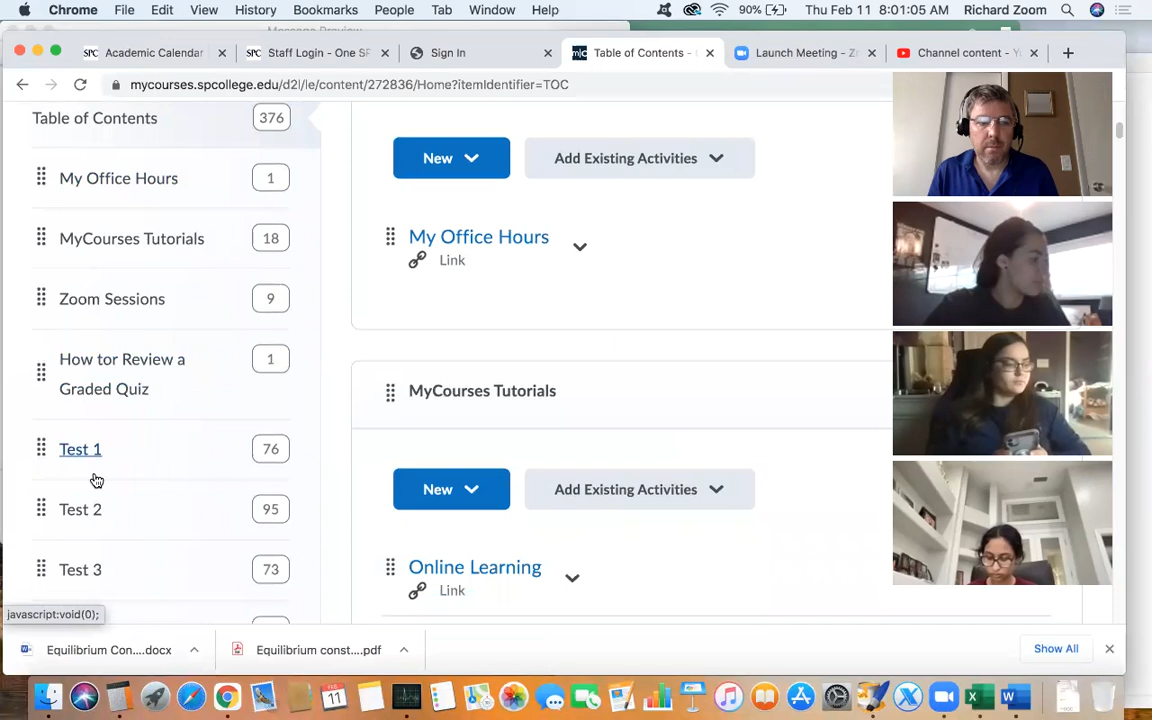 Chrome File Edit View History Bookmarks People Tab Window Help 90% Thu Feb 11 8:01:05 AM Richard Zoom
Message Preview
SPC Academic Calendar × SPC Staff Login - One SP × Sign In × Table of Contents - × Launch Meeting - Z × Channel content - Y × +
mycourses.spcollege.edu/d2l/le/content/272836/Home?itemIdentifier=TOC
Table of Contents 376
My Office Hours 1
MyCourses Tutorials 18
Zoom Sessions 9
How tor Review a
Graded Quiz 1
Test 1 76
Test 2 95
Test 3 73
New Add Existing Activities
My Office Hours
Link
MyCourses Tutorials
New Add Existing Activities
Online Learning
Link
javascript:void(0);
Equilibrium Con....docx Equilibrium const....pdf Show All